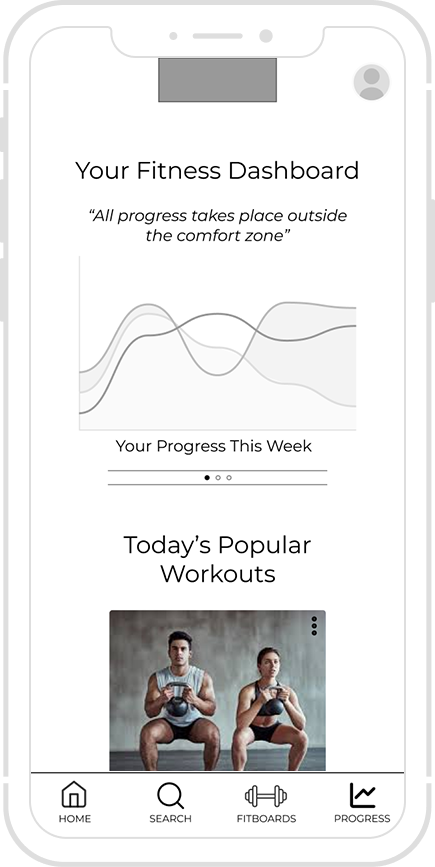 Your Fitness Dashboard
“All progress takes place outside
the comfort zone”
Your Progress This Week
Today’s Popular
Workouts
HOME
SEARCH
FITBOARDS
PROGRESS